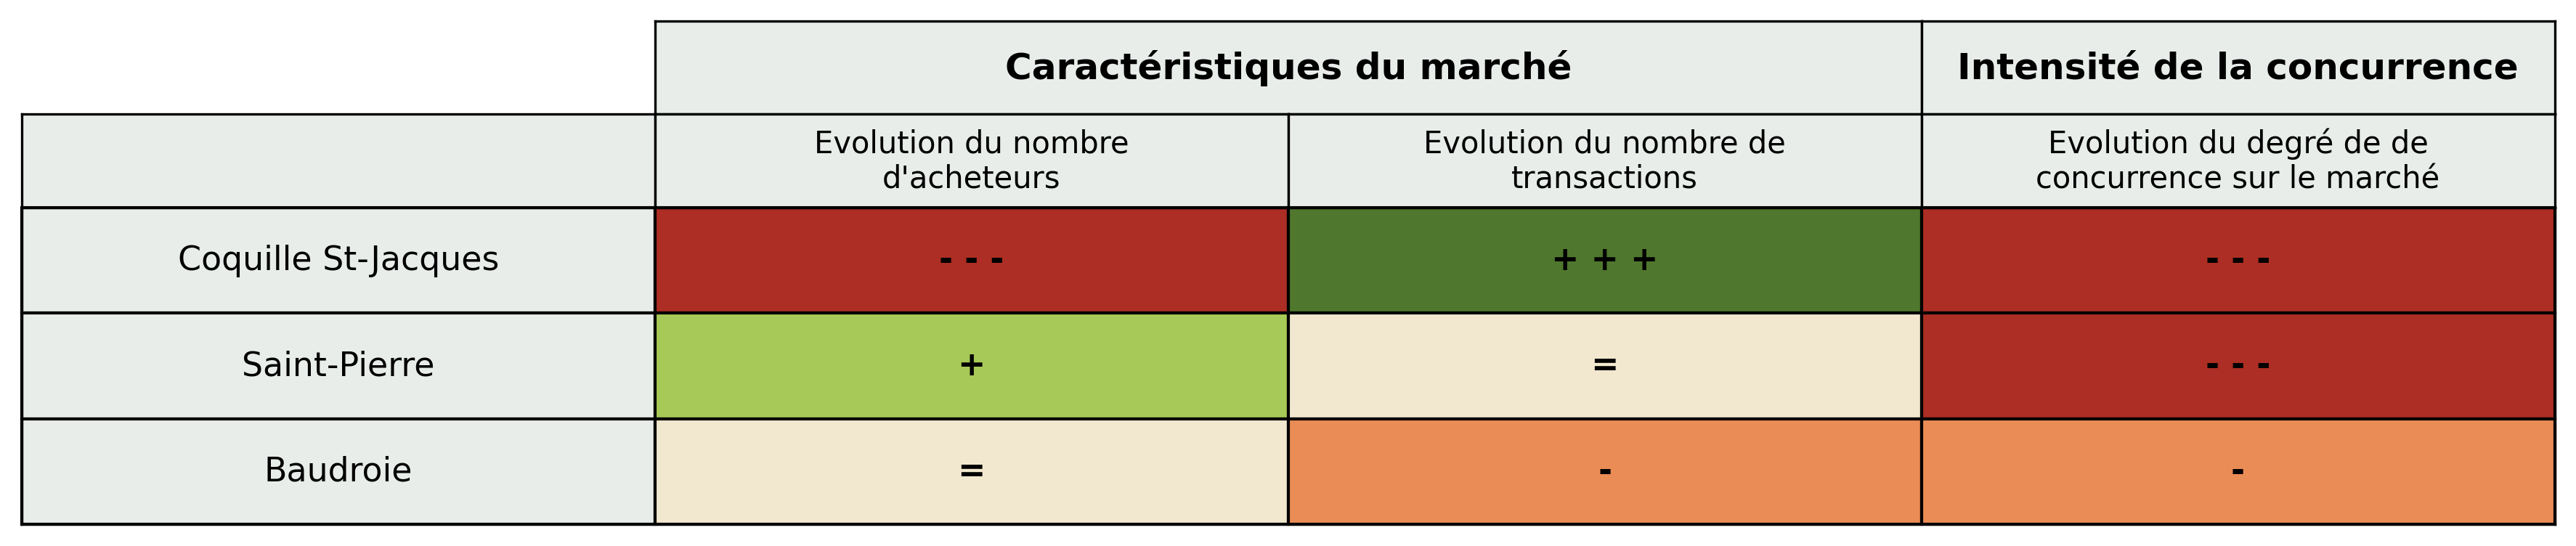 Caractéristiques du marché
Intensité de la concurrence
Evolution du nombre
d'acheteurs
Evolution du nombre de
transactions
Evolution du degré de de
concurrence sur le marché
Coquille St-Jacques
- - -
+ + +
- - -
Saint-Pierre
+
=
- - -
Baudroie
=
-
-